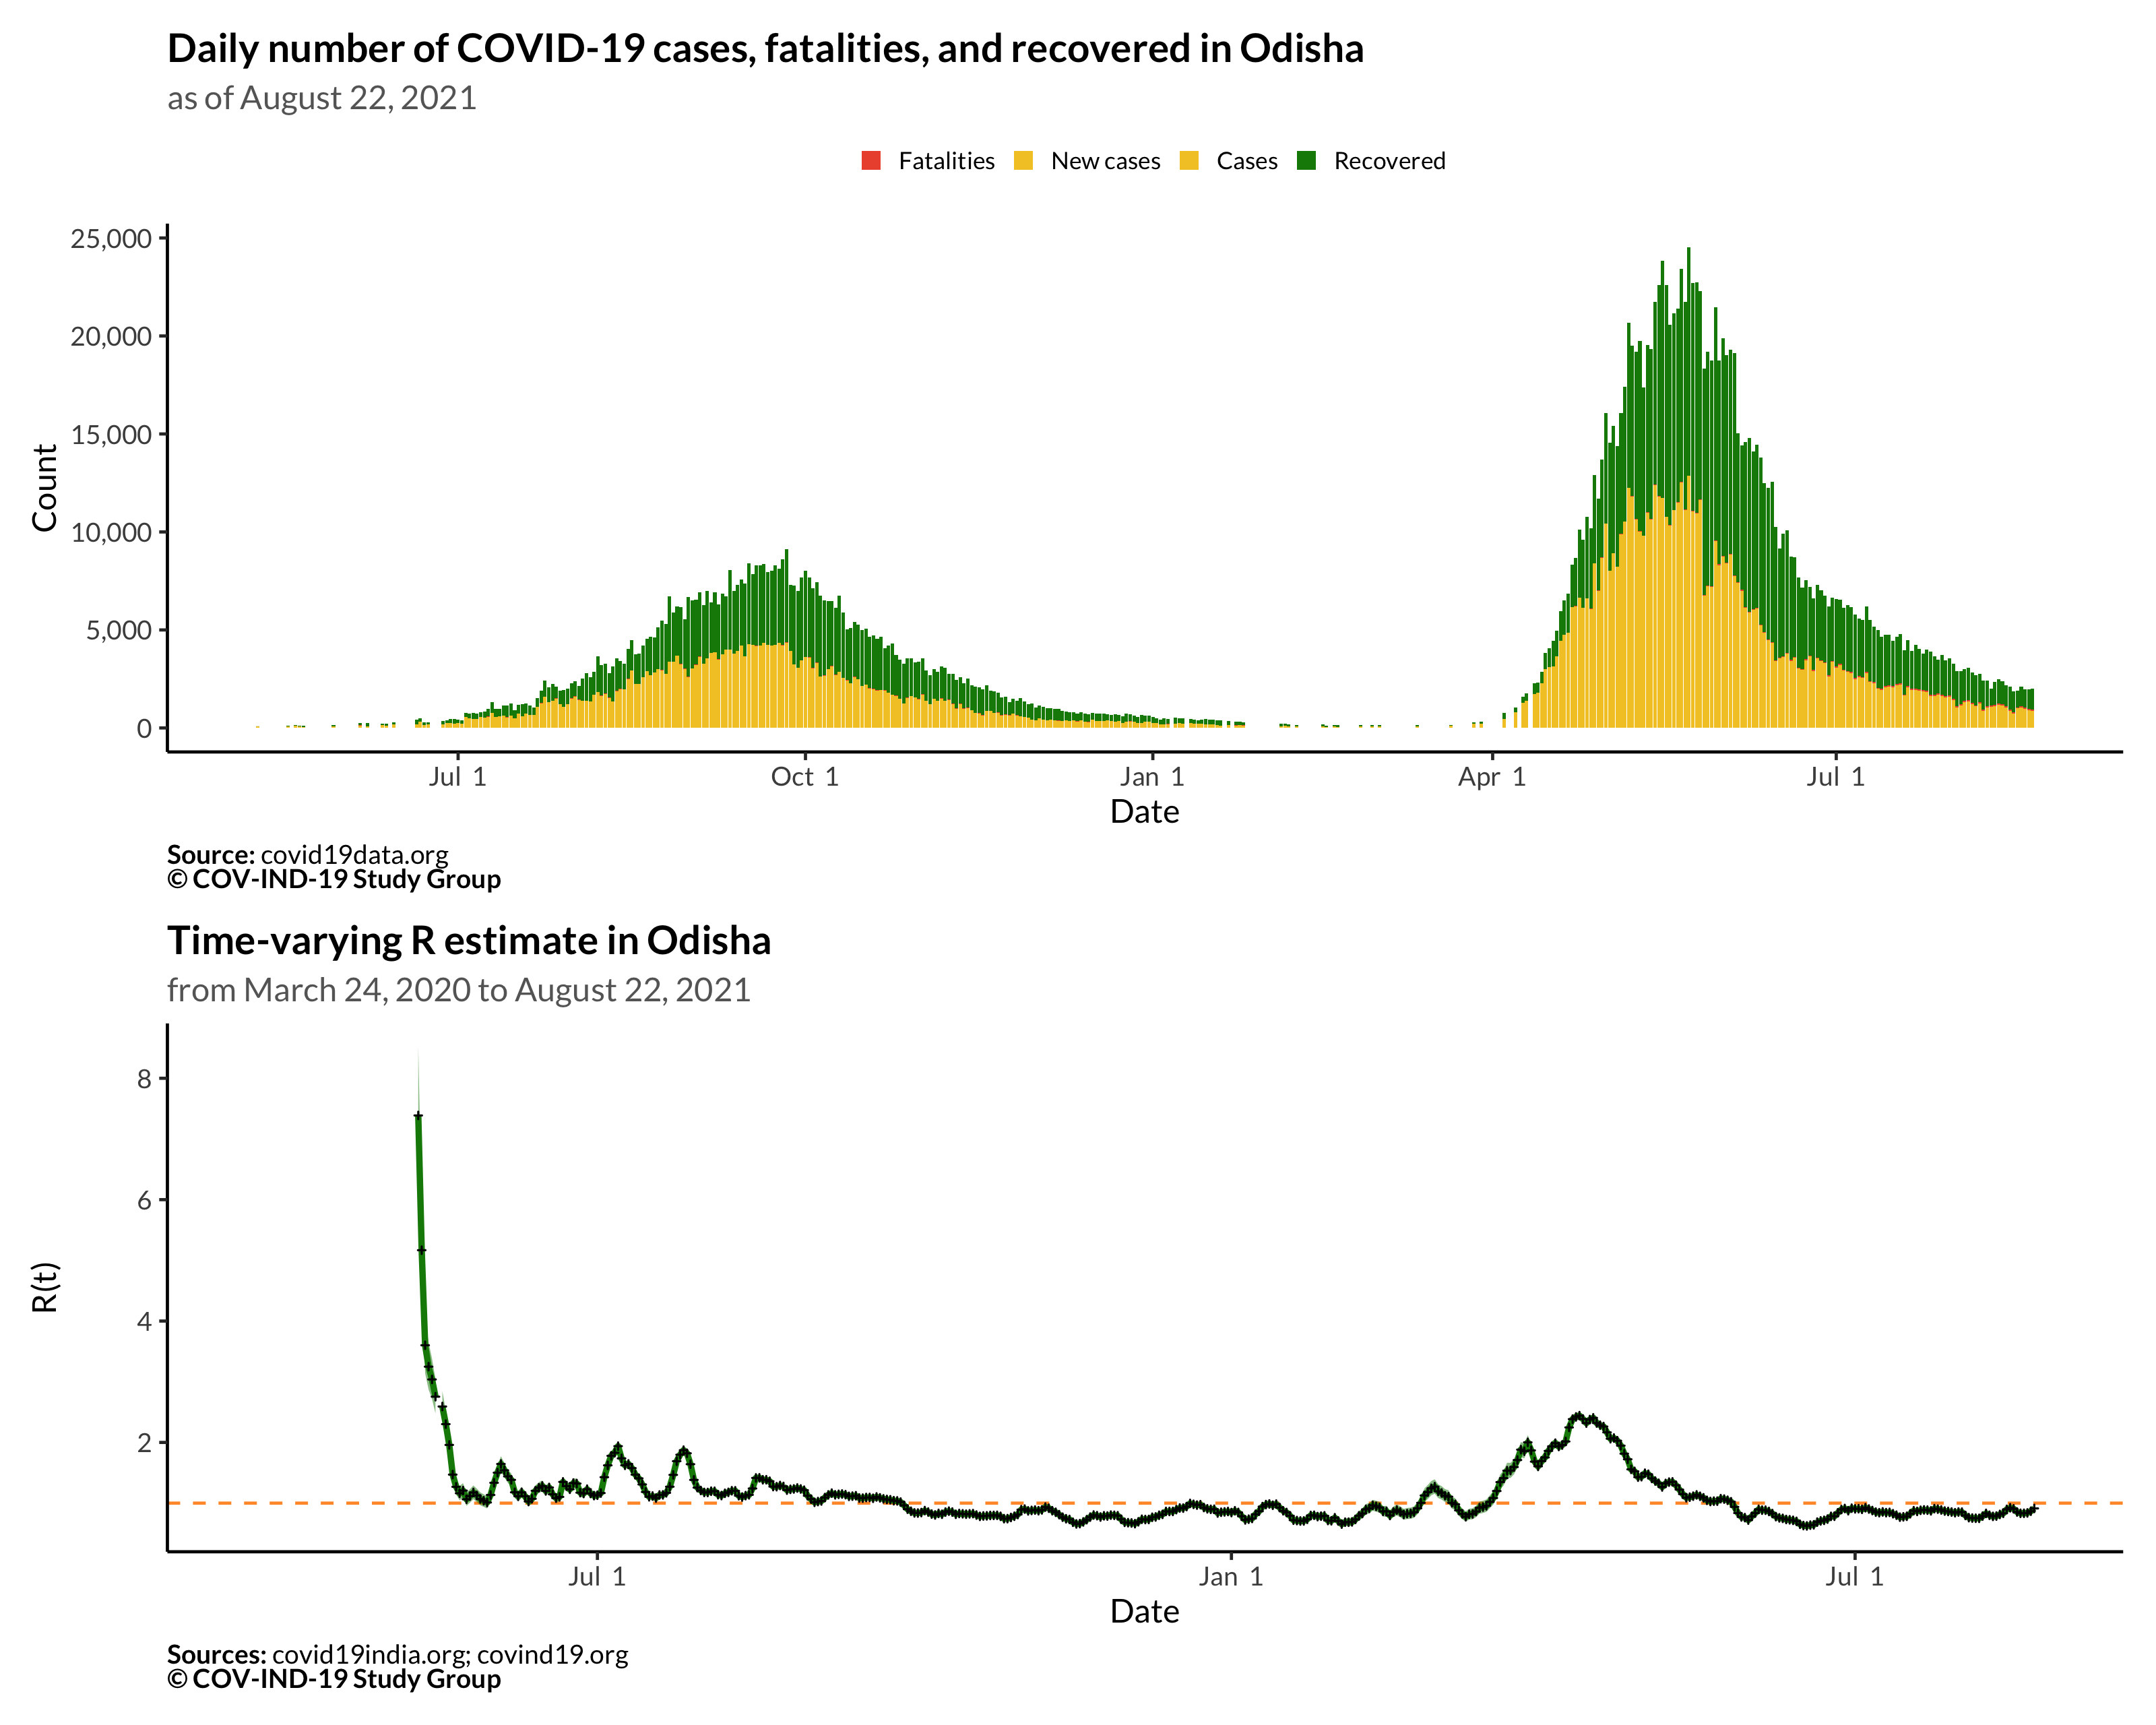 Daily number of COVID-19 cases, fatalities, and recovered in Odisha
as of August 22, 2021
Fatalities New cases Cases Recovered
25,000
20,000
15,000
10,000
5,000
0
Count
Jul 1 Oct 1 Jan 1 Apr 1 Jul 1
Date
Source: covid19data.org
© COV-IND-19 Study Group
Time-varying R estimate in Odisha
from March 24, 2020 to August 22, 2021
8
6
4
2
R(t)
Jul 1 Jan 1 Jul 1
Date
Sources: covid19india.org; covind19.org
© COV-IND-19 Study Group